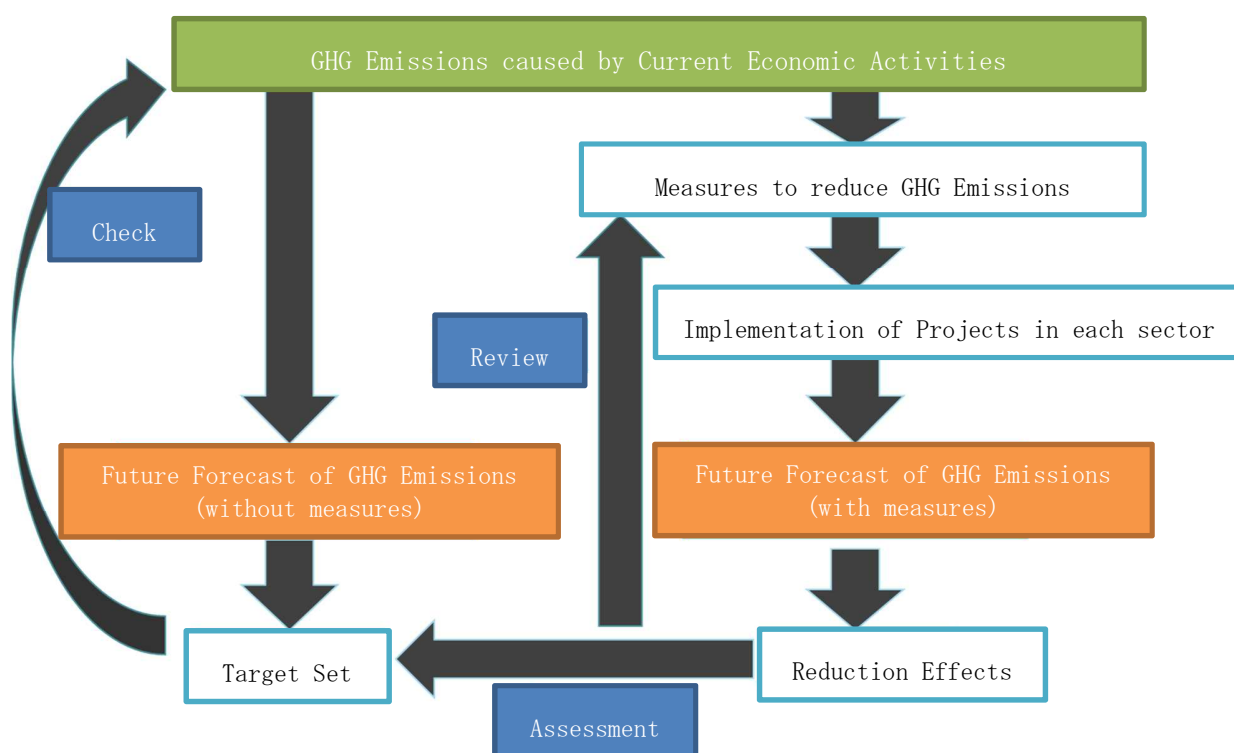 GHG Emissions caused by Current Economic Activities
Measures to reduce GHG Emissions
Check
Implementation of Projects in each sector
Review
Future Forecast of GHG Emissions
(without measures)
Future Forecast of GHG Emissions
(with measures)
Target Set
Reduction Effects
Assessment